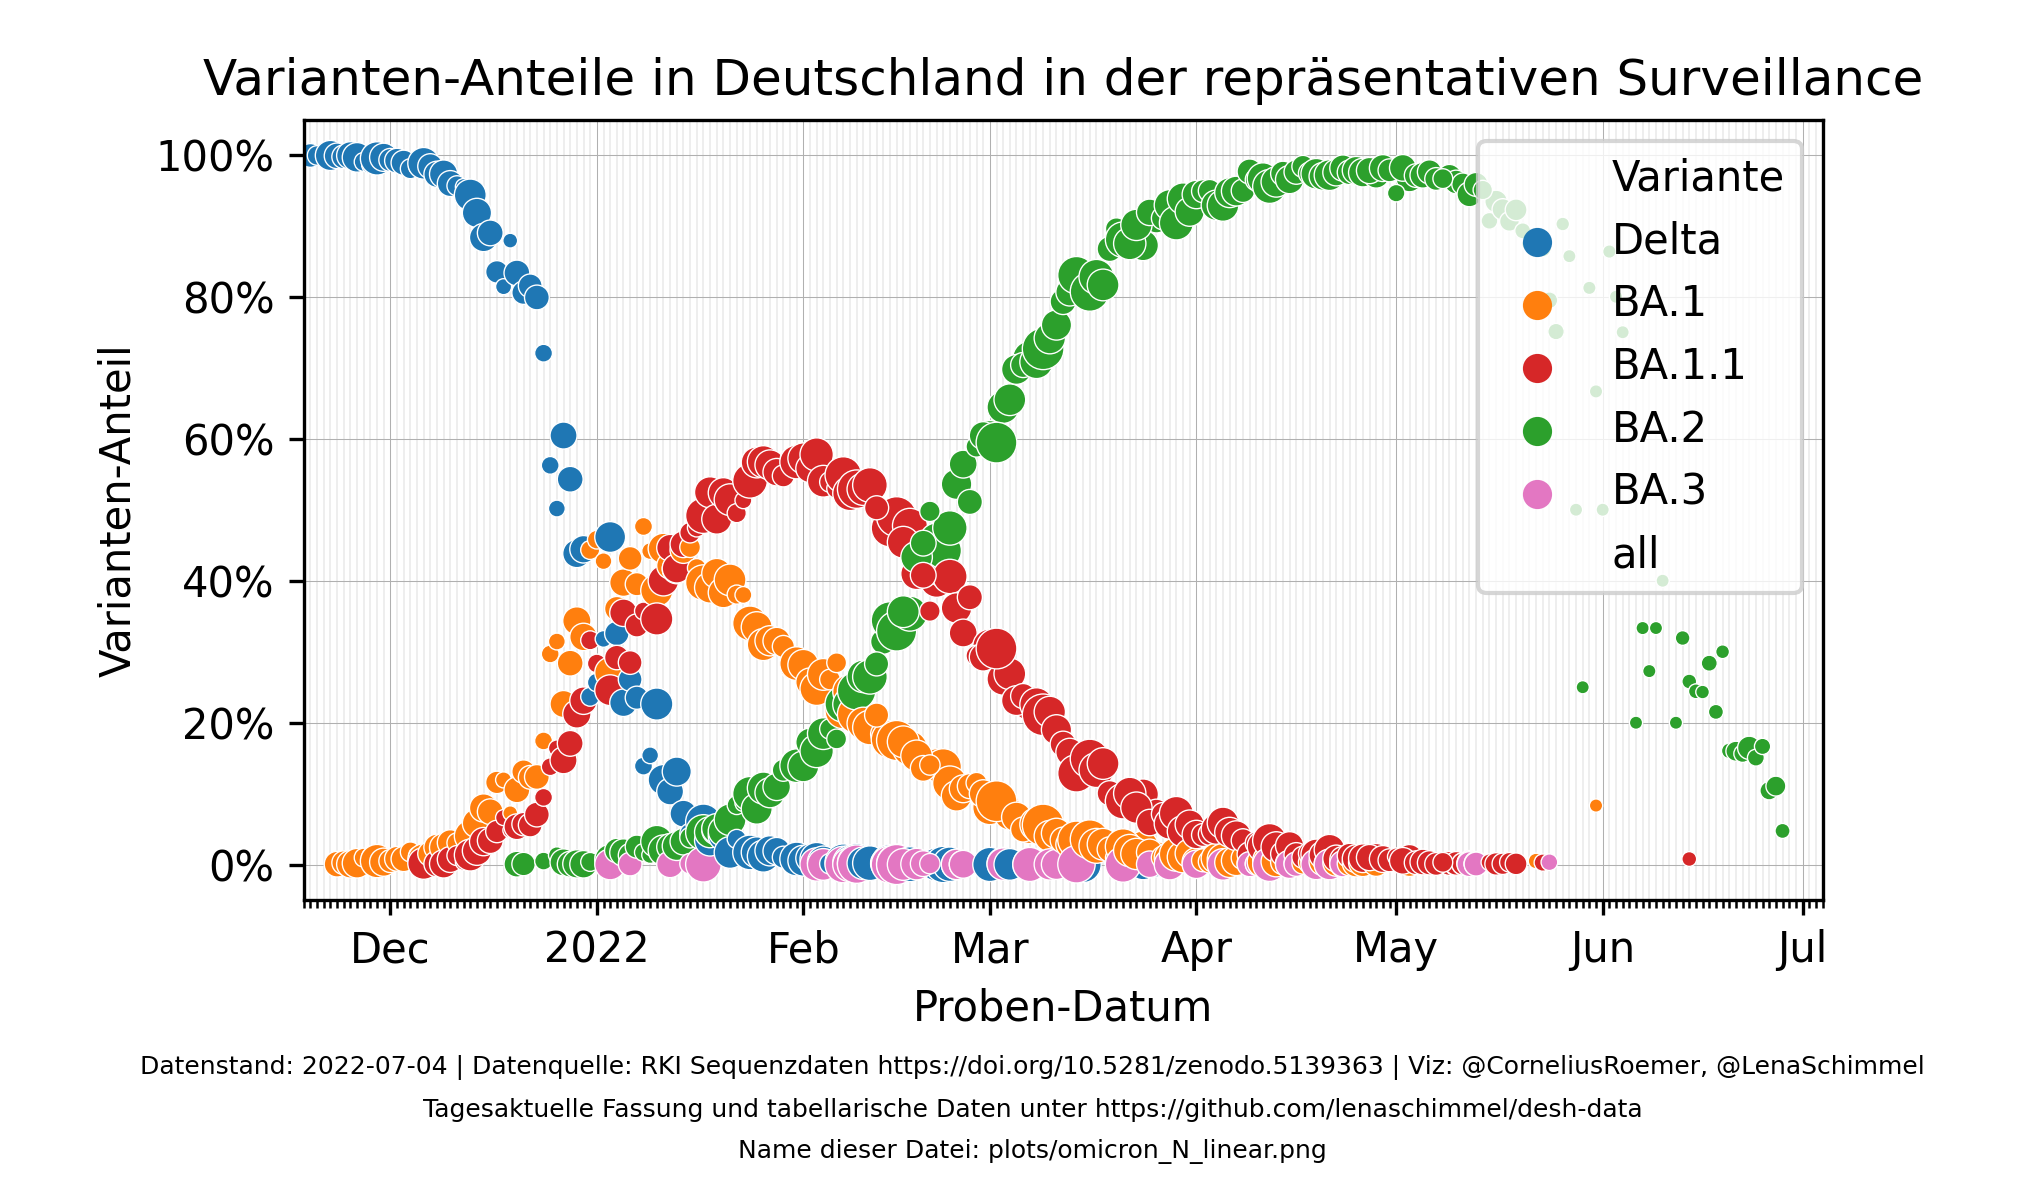 Varianten-Anteile in Deutschland in der repräsentativen Surveillance
Varianten-Anteil
100%
80%
60%
40%
20%
0%
Variante
Delta
BA.1
BA.1.1
BA.2
BA.3
all
Dec 2022 Feb Mar Apr May Jun Jul
Proben-Datum
Datenstand: 2022-07-04 | Datenquelle: RKI Sequenzdaten https://doi.org/10.5281/zenodo.5139363 | Viz: @CorneliusRoemer, @LenaSchimmel
Tagesaktuelle Fassung und tabellarische Daten unter https://github.com/lenaschimmel/desh-data
Name dieser Datei: plots/omicron_N_linear.png